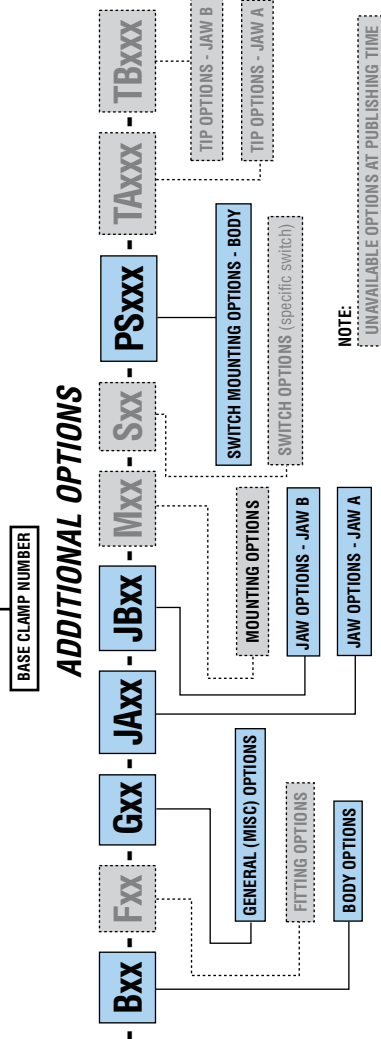 BASE CLAMP NUMBER
ADDITIONAL OPTIONS
- Bxx - Fxx - Gxx - JAxx - JBxx - Mxx - Sxx - PSxxx - TAxxx - TBxxx
GENERAL (MISC) OPTIONS
FITTING OPTIONS
BODY OPTIONS
MOUNTING OPTIONS
JAW OPTIONS - JAW B
JAW OPTIONS - JAW A
SWITCH MOUNTING OPTIONS - BODY
SWITCH OPTIONS (specific switch)
TIP OPTIONS - JAW B
TIP OPTIONS - JAW A
NOTE:
UNAVAILABLE OPTIONS AT PUBLISHING TIME